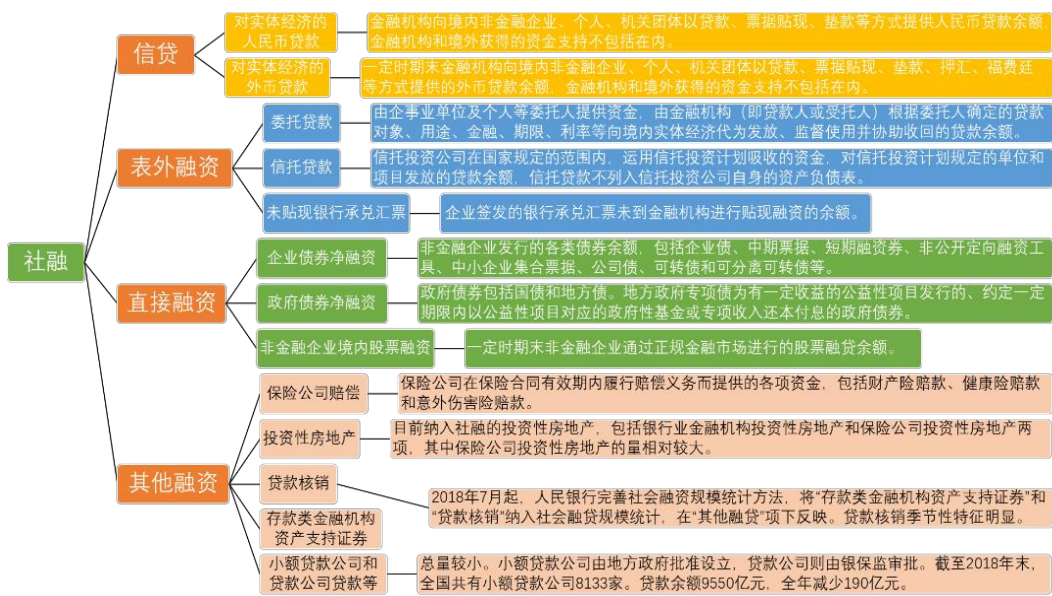 社融
信贷
对实体经济的
人民币贷款
金融机构向境内非金融企业、个人、机关团体以贷款、票据贴现、垫款等方式提供人民币贷款余额,
金融机构和境外获得的资金支持不包括在内。
对实体经济的
外币贷款
一定时期末金融机构向境内非金融企业、个人、机关团体以贷款、票据贴现、垫款、押汇、福费廷
等方式提供的外币贷款余额，金融机构和境外获得的资金支持不包括在内。
表外融资
委托贷款
由企事业单位及个人等委托人提供资金，由金融机构（即贷款人或受托人）根据委托人确定的贷款
对象、用途、金融、期限、利率等向境内实体经济代为发放、监督使用并协助收回的贷款余额。
信托贷款
信托投资公司在国家规定的范围内，运用信托投资计划吸收的资金，对信托投资计划规定的单位和
项目发放的贷款余额，信托贷款不列入信托投资公司自身的资产负债表。
未贴现银行承兑汇票
企业签发的银行承兑汇票未到金融机构进行贴现融资的余额。
直接融资
企业债券净融资
非金融企业发行的各类债券余额，包括企业债、中期票据、短期融资券、非公开定向融资工
具、中小企业集合票据、公司债、可转债和可分离可转债等。
政府债券净融资
政府债券包括国债和地方债。地方政府专项债为有一定收益的公益性项目发行的、约定一定
期限内以公益性项目对应的政府性基金或专项收入还本付息的政府债券。
非金融企业境内股票融资
一定时期末非金融企业通过正规金融市场进行的股票融贷余额。
其他融资
保险公司赔偿
保险公司在保险合同有效期内履行赔偿义务而提供的各项资金，包括财产险赔款、健康险赔款
和意外伤害险赔款。
投资性房地产
目前纳入社融的投资性房地产，包括银行业金融机构投资性房地产和保险公司投资性房地产两
项，其中保险公司投资性房地产的量相对较大。
贷款核销
存款类金融机构
资产支持证券
2018年7月起，人民银行完善社会融资规模统计方法，将“存款类金融机构资产支持证券”和
“贷款核销”纳入社会融贷规模统计，在“其他融贷”项下反映。贷款核销季节性特征明显。
小额贷款公司和
贷款公司贷款等
总量较小。小额贷款公司由地方政府批准设立，贷款公司则由银保监审批。截至2018年末，
全国共有小额贷款公司8133家。贷款余额9550亿元，全年减少190亿元。